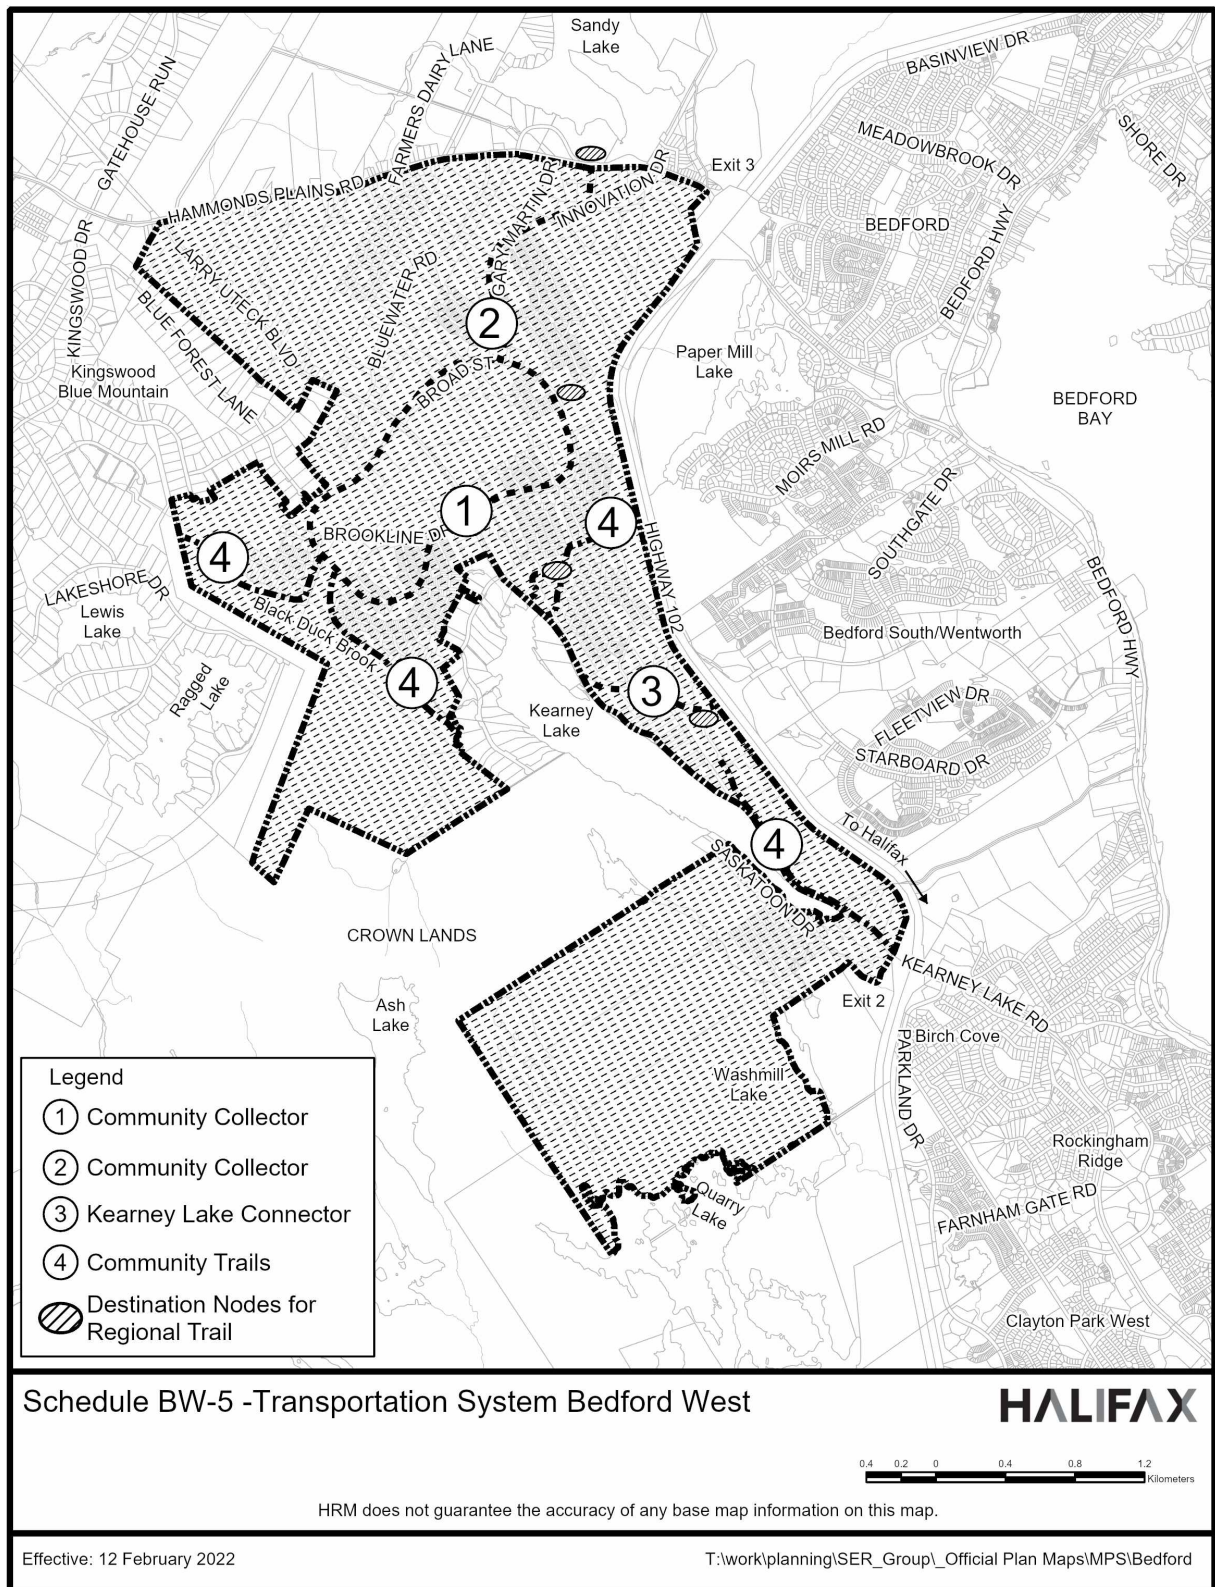 Sandy
Lake
BASINVIEW DR
FARMERS DAIRY LANE
GATEHOUSE RUN
SHORE DR
MEADOWBROOK DR
Exit 3
HAMMONDS PLAINS RD
GARY MARTIN DR
INNOVATION DR
BEDFORD
BEDFORD HWY
KINGSWOOD DR
LARRY UTECK BLVD
BLUEWATER RD
BLUE FOREST LANE
2
Paper Mill
Lake
Kingswood
Blue Mountain
BROAD ST
BEDFORD
BAY
MOIRS MILL RD
1
4
BROOKLINE DR
HIGHWAY 102
SOUTHGATE DR
4
LAKESHORE DR
Lewis
Lake
Black Duck Brook
BEDFORD HWY
Bedford South/Wentworth
Ragged
Lake
4
3
Kearney
Lake
FLEETVIEW DR
STARBOARD DR
To Halifax
4
SASKATOON DR
CROWN LANDS
KEARNEY LAKE RD
Exit 2
Ash
Lake
PARKLAND DR
Birch Cove
Washmill
Lake
Rockingham
Ridge
Quarry
Lake
FARNHAM GATE RD
Clayton Park West
Legend
1 Community Collector
2 Community Collector
3 Kearney Lake Connector
4 Community Trails
Destination Nodes for
Regional Trail
Schedule BW-5 -Transportation System Bedford West
HALIFAX
0.4 0.2 0 0.4 0.8 1.2
Kilometers
HRM does not guarantee the accuracy of any base map information on this map.
Effective: 12 February 2022
T:\work\planning\SER_Group\_Official Plan Maps\MPS\Bedford